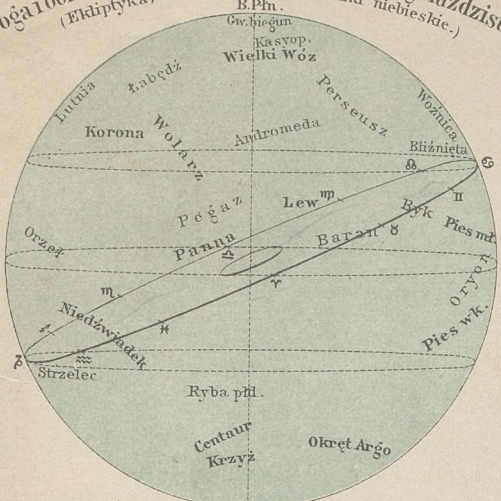 (Ekliptyka)
niebieskie.)
B.Płn.
Gw.biegun
Kasyop.
Wielki Wóz
Łabędź
Lutnia
Perseusz
Woźnica
Korona
Wolarz
Andromeda
Bliźnięta
♌
♋
Lew ♍
♊
Pegaz
Byk
Pies mł.
Orzeł
Panna
Baran
♉
♎
♈
Oryon
♏
Niedźwiadek
♓
Pies wk.
♐
♑
♒
Strzelec
Ryba płd.
Centaur
Krzyż
Okręt Argo